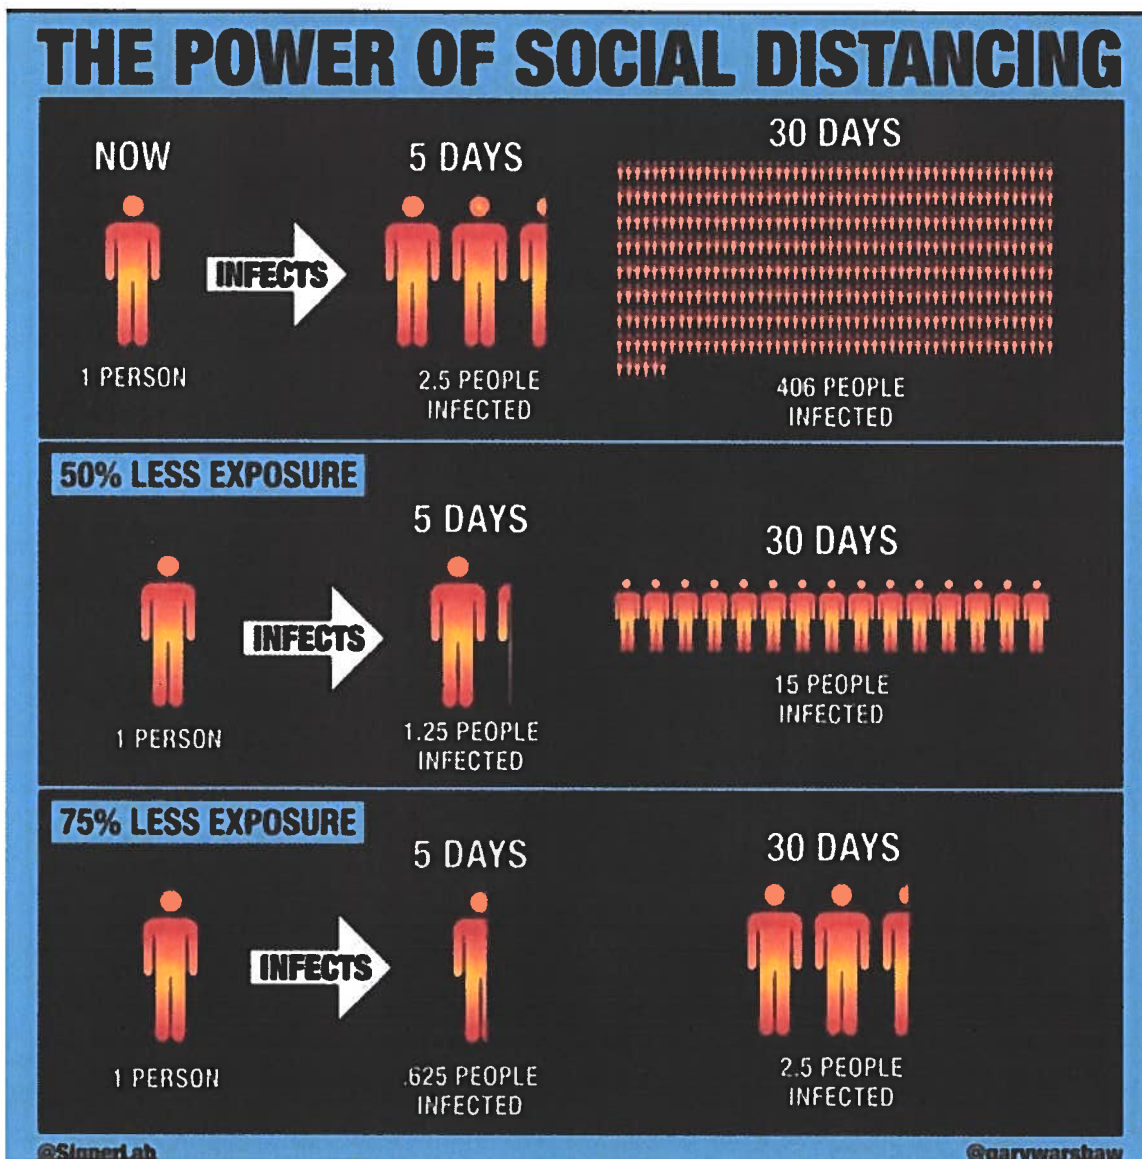 THE POWER OF SOCIAL DISTANCING
NOW
5 DAYS
30 DAYS
INFECTS
1 PERSON
2.5 PEOPLE
INFECTED
406 PEOPLE
INFECTED
50% LESS EXPOSURE
5 DAYS
30 DAYS
INFECTS
1 PERSON
1.25 PEOPLE
INFECTED
15 PEOPLE
INFECTED
75% LESS EXPOSURE
5 DAYS
30 DAYS
INFECTS
1 PERSON
.625 PEOPLE
INFECTED
2.5 PEOPLE
INFECTED
@SignerLab
@garywarshaw